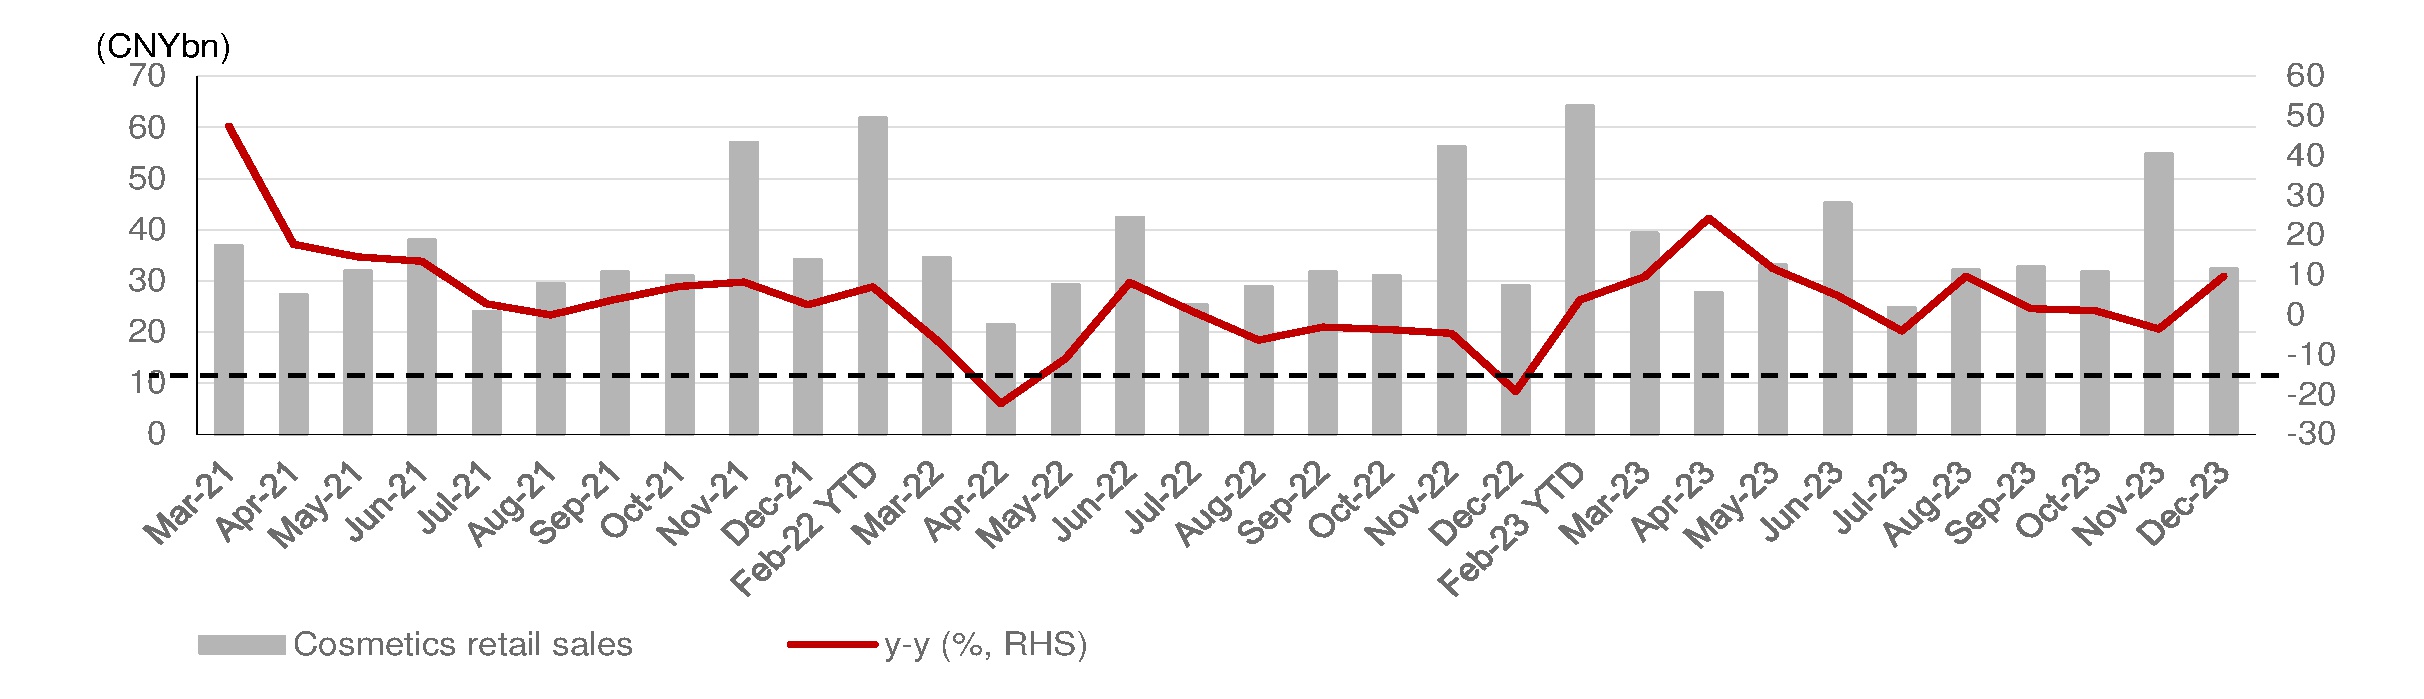 (CNYbn)
70
60
50
40
30
20
10
0
60
50
40
30
20
10
0
-10
-20
-30
Mar-21
Apr-21
May-21
Jun-21
Jul-21
Aug-21
Sep-21
Oct-21
Nov-21
Dec-21
Feb-22 YTD
Mar-22
Apr-22
May-22
Jun-22
Jul-22
Aug-22
Sep-22
Oct-22
Nov-22
Dec-22
Feb-23 YTD
Mar-23
Apr-23
May-23
Jun-23
Jul-23
Aug-23
Sep-23
Oct-23
Nov-23
Dec-23
Cosmetics retail sales
y-y (%, RHS)